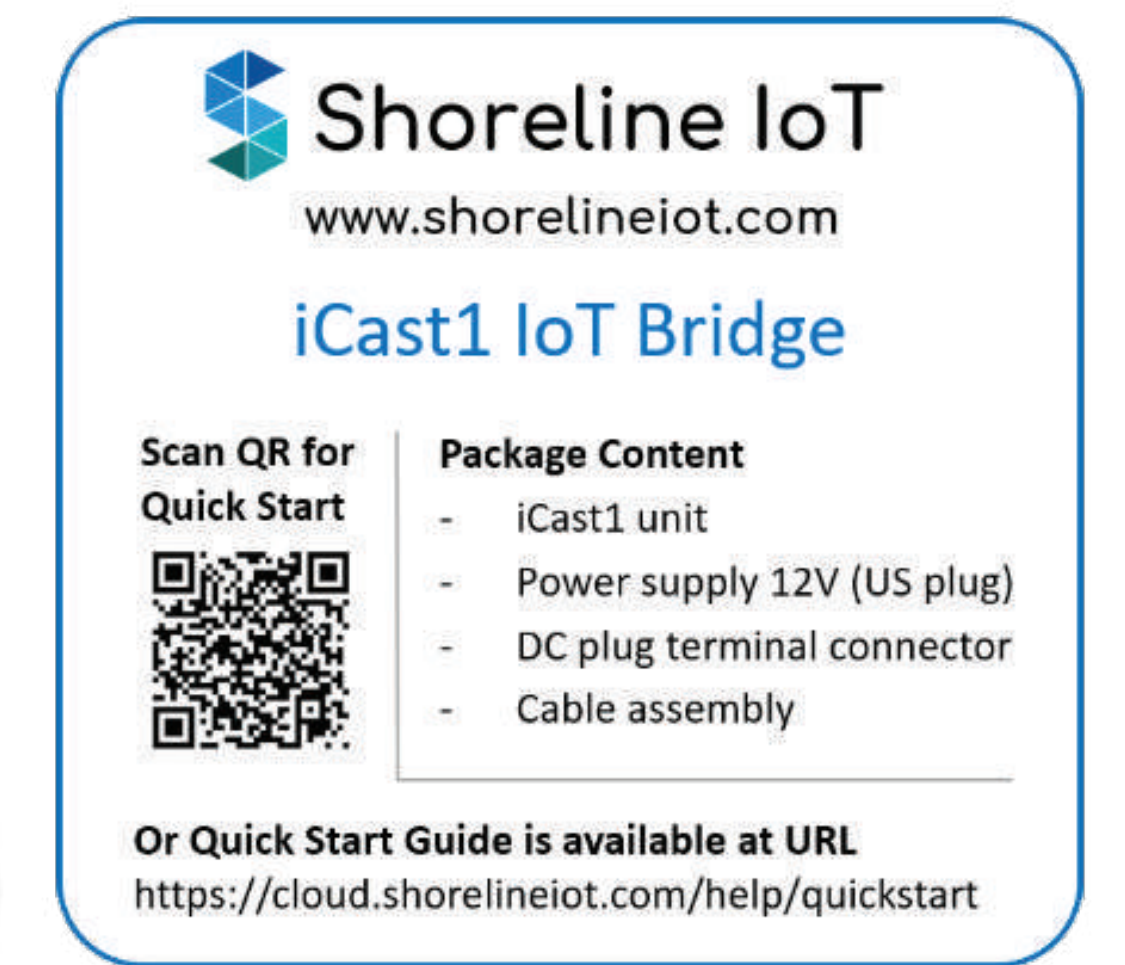 Shoreline IoT
www.shorelineiot.com
iCast1 IoT Bridge
Scan QR for
Quick Start
Package Content
- iCast1 unit
- Power supply 12V (US plug)
- DC plug terminal connector
- Cable assembly
Or Quick Start Guide is available at URL
https://cloud.shorelineiot.com/help/quickstart